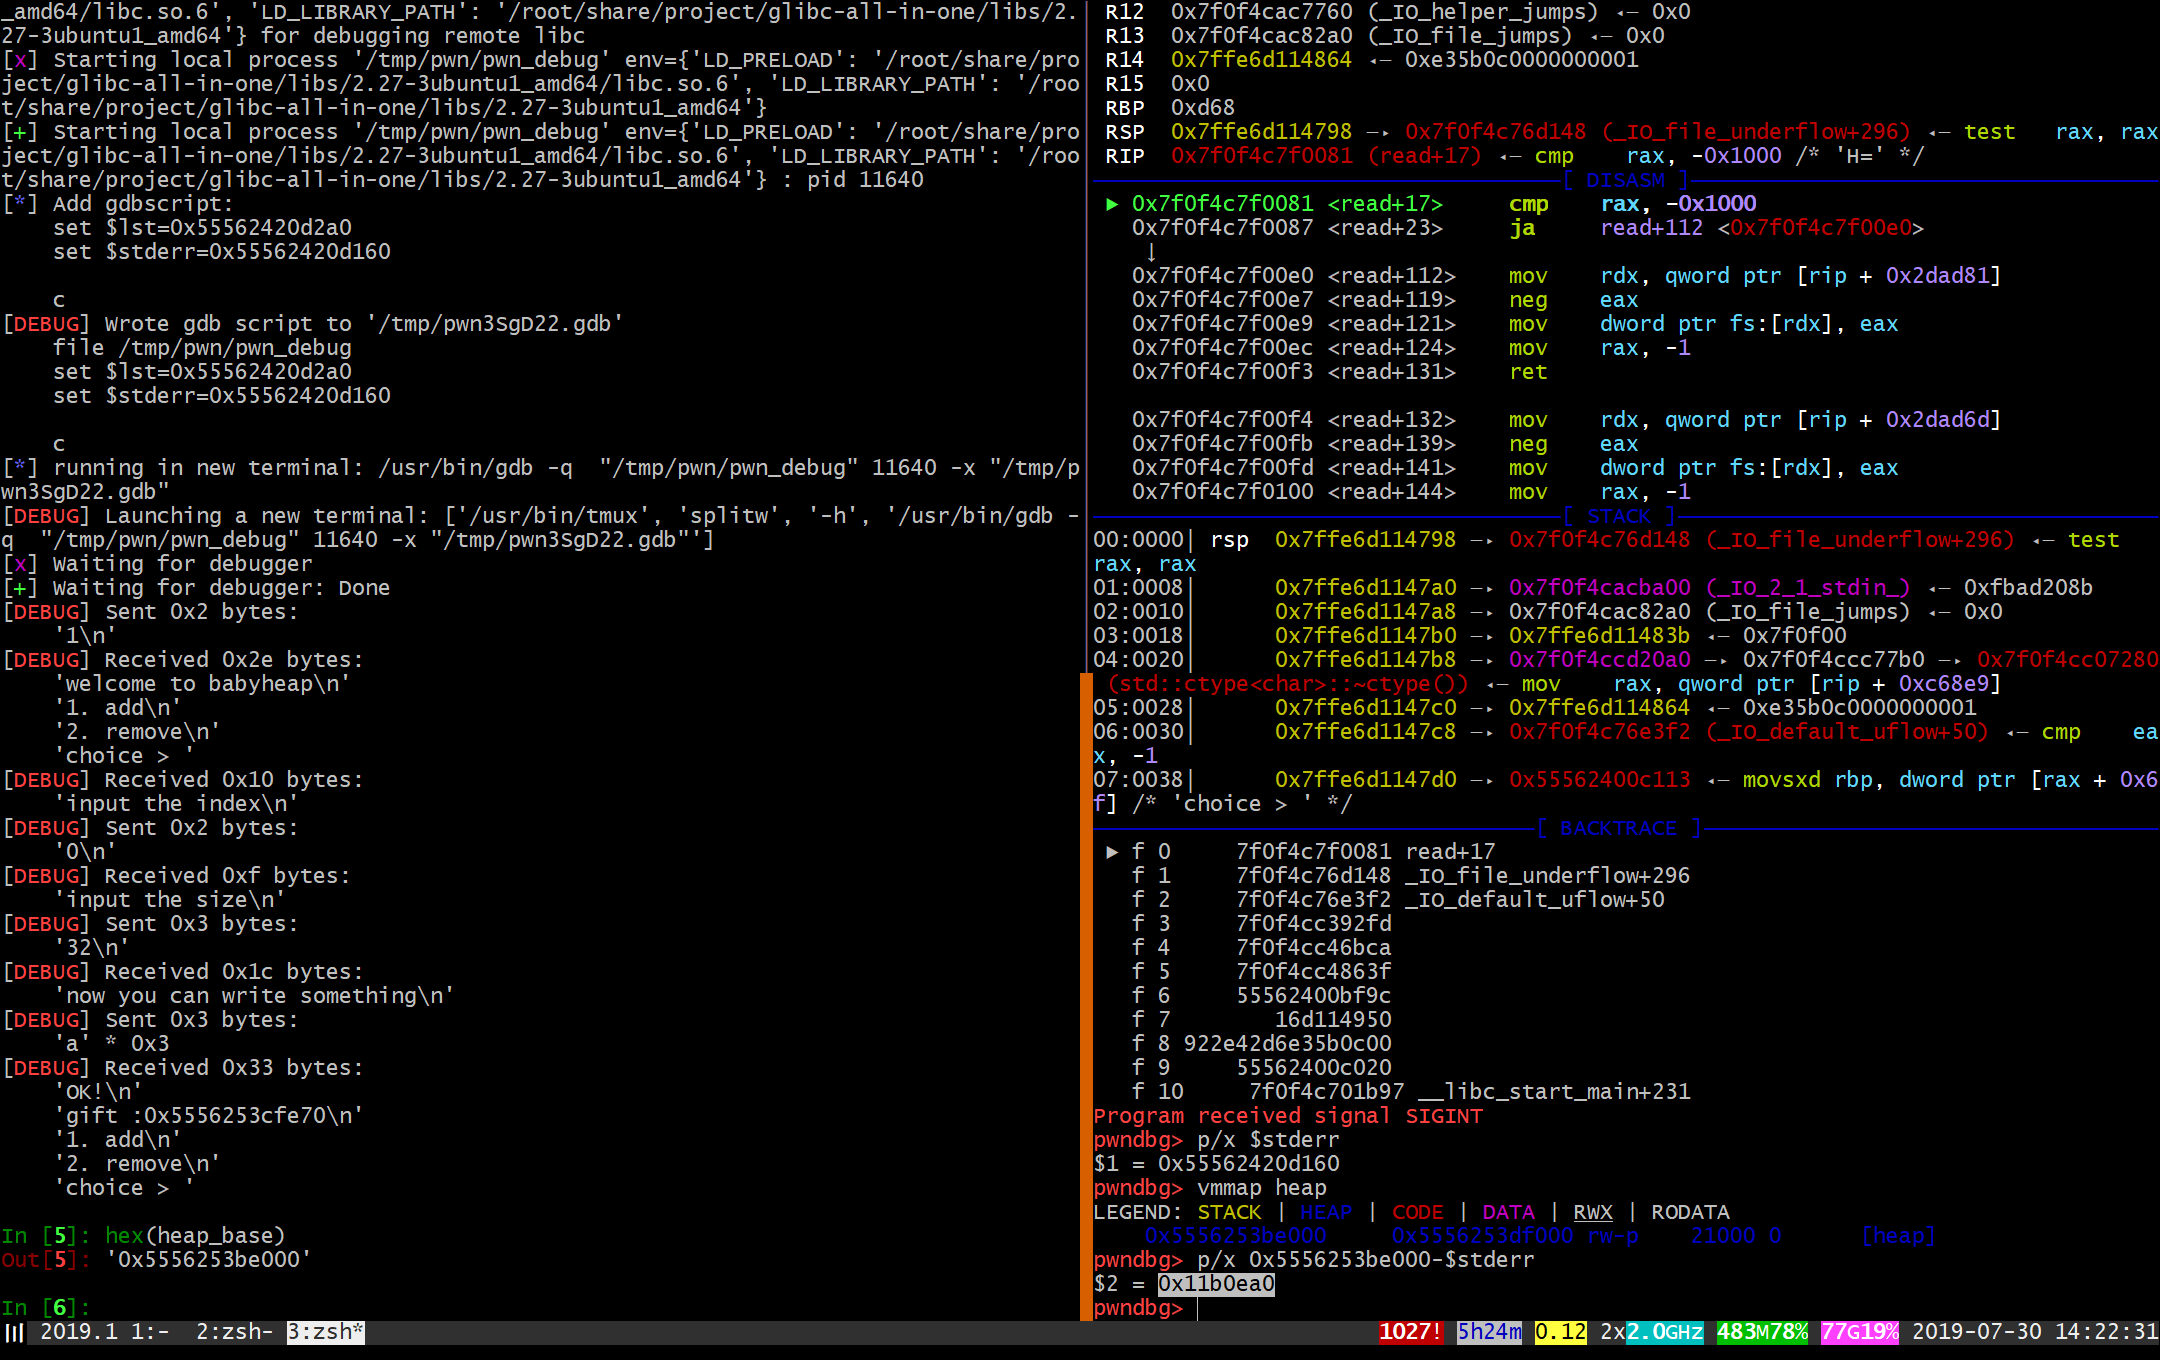 _amd64/libc.so.6', 'LD_LIBRARY_PATH': '/root/share/project/glibc-all-in-one/libs/2.
27-3ubuntu1_amd64'} for debugging remote libc
[x] Starting local process '/tmp/pwn/pwn_debug' env={'LD_PRELOAD': '/root/share/pro
ject/glibc-all-in-one/libs/2.27-3ubuntu1_amd64/libc.so.6', 'LD_LIBRARY_PATH': '/roo
t/share/project/glibc-all-in-one/libs/2.27-3ubuntu1_amd64'}
[+] Starting local process '/tmp/pwn/pwn_debug' env={'LD_PRELOAD': '/root/share/pro
ject/glibc-all-in-one/libs/2.27-3ubuntu1_amd64/libc.so.6', 'LD_LIBRARY_PATH': '/roo
t/share/project/glibc-all-in-one/libs/2.27-3ubuntu1_amd64'} : pid 11640
[*] Add gdbscript:
    set $lst=0x55562420d2a0
    set $stderr=0x55562420d160
    c
[DEBUG] Wrote gdb script to '/tmp/pwn3SgD22.gdb'
    file /tmp/pwn/pwn_debug
    set $lst=0x55562420d2a0
    set $stderr=0x55562420d160
    c
[*] running in new terminal: /usr/bin/gdb -q  "/tmp/pwn/pwn_debug" 11640 -x "/tmp/p
wn3SgD22.gdb"
[DEBUG] Launching a new terminal: ['/usr/bin/tmux', 'splitw', '-h', '/usr/bin/gdb -
q  "/tmp/pwn/pwn_debug" 11640 -x "/tmp/pwn3SgD22.gdb"']
[x] Waiting for debugger
[+] Waiting for debugger: Done
[DEBUG] Sent 0x2 bytes:
    '1\n'
[DEBUG] Received 0x2e bytes:
    'welcome to babyheap\n'
    '1. add\n'
    '2. remove\n'
    'choice > '
[DEBUG] Received 0x10 bytes:
    'input the index\n'
[DEBUG] Sent 0x2 bytes:
    '0\n'
[DEBUG] Received 0xf bytes:
    'input the size\n'
[DEBUG] Sent 0x3 bytes:
    '32\n'
[DEBUG] Received 0x1c bytes:
    'now you can write something\n'
[DEBUG] Sent 0x3 bytes:
    'a' * 0x3
[DEBUG] Received 0x33 bytes:
    'OK!\n'
    'gift :0x5556253cfe70\n'
    '1. add\n'
    '2. remove\n'
    'choice > '
In [5]: hex(heap_base)
Out[5]: '0x5556253be000'
In [6]:
R12  0x7f0f4cac7760 (_IO_helper_jumps) ◂— 0x0
R13  0x7f0f4cac82a0 (_IO_file_jumps) ◂— 0x0
R14  0x7ffe6d114864 ◂— 0xe35b0c0000000001
R15  0x0
RBP  0xd68
RSP  0x7ffe6d114798 —▸ 0x7f0f4c76d148 (_IO_file_underflow+296) ◂— test   rax, rax
RIP  0x7f0f4c7f0081 (read+17) ◂— cmp    rax, -0x1000 /* 'H=' */
[ DISASM ]
► 0x7f0f4c7f0081 <read+17>     cmp    rax, -0x1000
  0x7f0f4c7f0087 <read+23>     ja     read+112 <0x7f0f4c7f00e0>
   ↓
  0x7f0f4c7f00e0 <read+112>    mov    rdx, qword ptr [rip + 0x2dad81]
  0x7f0f4c7f00e7 <read+119>    neg    eax
  0x7f0f4c7f00e9 <read+121>    mov    dword ptr fs:[rdx], eax
  0x7f0f4c7f00ec <read+124>    mov    rax, -1
  0x7f0f4c7f00f3 <read+131>    ret
  0x7f0f4c7f00f4 <read+132>    mov    rdx, qword ptr [rip + 0x2dad6d]
  0x7f0f4c7f00fb <read+139>    neg    eax
  0x7f0f4c7f00fd <read+141>    mov    dword ptr fs:[rdx], eax
  0x7f0f4c7f0100 <read+144>    mov    rax, -1
[ STACK ]
00:0000│ rsp  0x7ffe6d114798 —▸ 0x7f0f4c76d148 (_IO_file_underflow+296) ◂— test
rax, rax
01:0008│      0x7ffe6d1147a0 —▸ 0x7f0f4cacba00 (_IO_2_1_stdin_) ◂— 0xfbad208b
02:0010│      0x7ffe6d1147a8 —▸ 0x7f0f4cac82a0 (_IO_file_jumps) ◂— 0x0
03:0018│      0x7ffe6d1147b0 —▸ 0x7ffe6d11483b ◂— 0x7f0f00
04:0020│      0x7ffe6d1147b8 —▸ 0x7f0f4ccd20a0 —▸ 0x7f0f4ccc77b0 —▸ 0x7f0f4cc07280
 (std::ctype<char>::~ctype()) ◂— mov    rax, qword ptr [rip + 0xc68e9]
05:0028│      0x7ffe6d1147c0 —▸ 0x7ffe6d114864 ◂— 0xe35b0c0000000001
06:0030│      0x7ffe6d1147c8 —▸ 0x7f0f4c76e3f2 (_IO_default_uflow+50) ◂— cmp    ea
x, -1
07:0038│      0x7ffe6d1147d0 —▸ 0x55562400c113 ◂— movsxd rbp, dword ptr [rax + 0x6
f] /* 'choice > ' */
[ BACKTRACE ]
► f 0     7f0f4c7f0081 read+17
  f 1     7f0f4c76d148 _IO_file_underflow+296
  f 2     7f0f4c76e3f2 _IO_default_uflow+50
  f 3     7f0f4cc392fd
  f 4     7f0f4cc46bca
  f 5     7f0f4cc4863f
  f 6     55562400bf9c
  f 7        16d114950
  f 8 922e42d6e35b0c00
  f 9     55562400c020
  f 10     7f0f4c701b97 __libc_start_main+231
Program received signal SIGINT
pwndbg> p/x $stderr
$1 = 0x55562420d160
pwndbg> vmmap heap
LEGEND: STACK | HEAP | CODE | DATA | RWX | RODATA
    0x5556253be000     0x5556253df000 rw-p    21000 0      [heap]
pwndbg> p/x 0x5556253be000-$stderr
$2 = 0x11b0ea0
pwndbg>
2019.1 1:-  2:zsh- 3:zsh* 1027! 5h24m 0.12 2x2.0GHz 483M78% 77G19% 2019-07-30 14:22:31